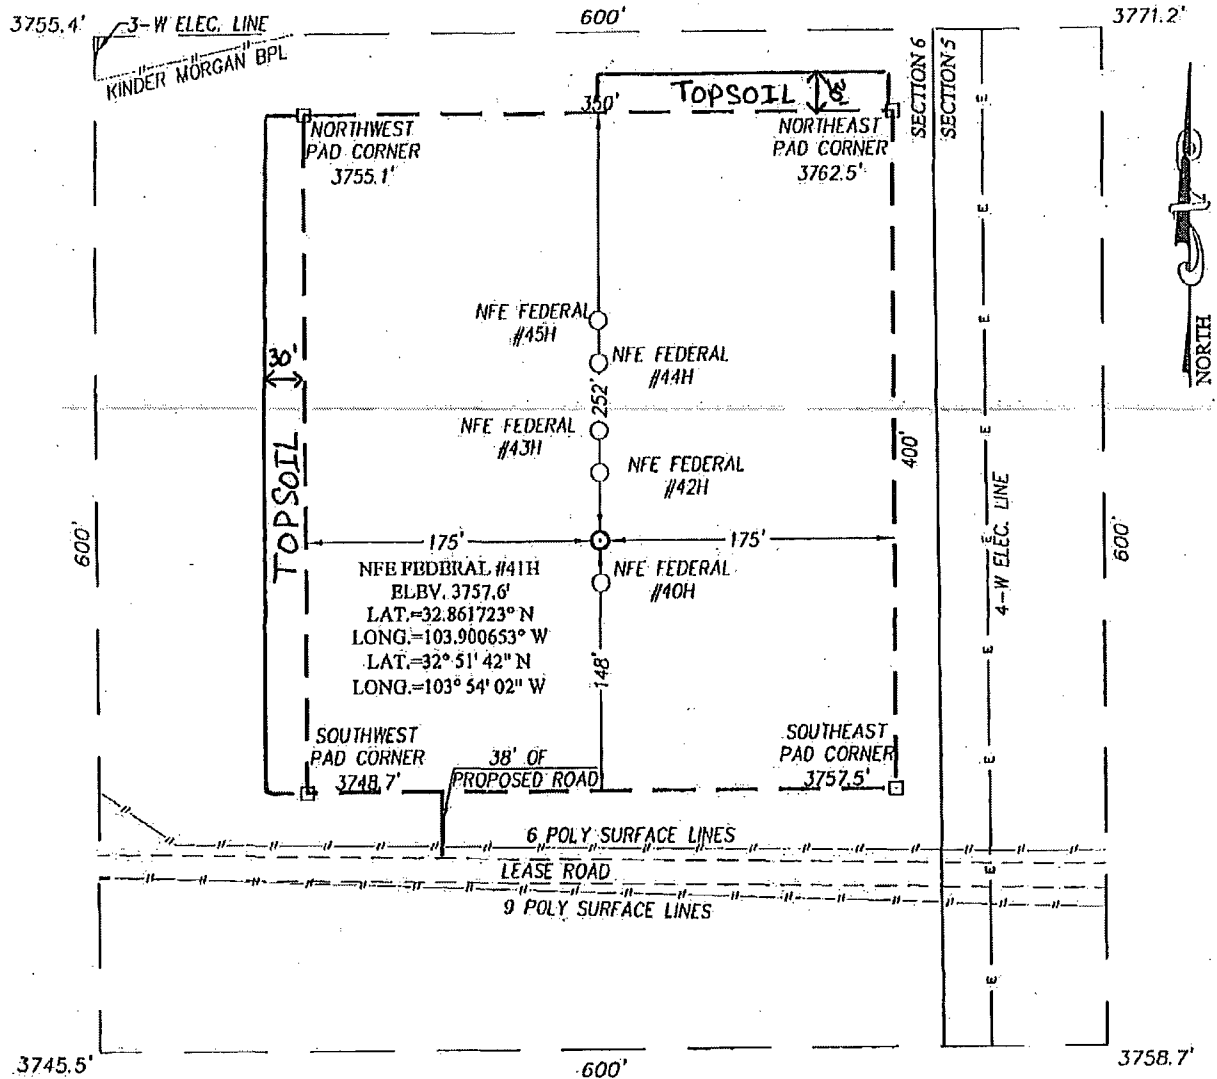 3755.4'
3-W ELEC. LINE
600'
3771.2'
KINDER MORGAN BPL
SECTION 6
SECTION 5
TOPSOIL
350'
NORTHWEST
PAD CORNER
3755.1'
NORTHEAST
PAD CORNER
3762.5'
NORTH
NFE FEDERAL
#45H
NFE FEDERAL
#44H
30'
252'
NFE FEDERAL
#43H
NFE FEDERAL
#42H
400'
TOPSOIL
600'
175'
175'
4-W ELEC. LINE
600'
NFE FEDERAL #41H
ELEV. 3757.6'
LAT.=32.861723° N
LONG.=103.900653° W
LAT.=32° 51' 42" N
LONG.=103° 54' 02" W
NFE FEDERAL
#40H
148'
SOUTHWEST
PAD CORNER
3748.7'
38' OF
PROPOSED ROAD
SOUTHEAST
PAD CORNER
3757.5'
6 POLY SURFACE LINES
LEASE ROAD
9 POLY SURFACE LINES
3745.5'
600'
3758.7'